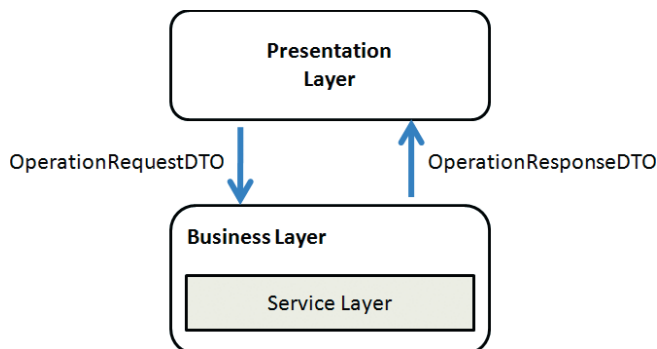 Presentation
Layer
OperationRequestDTO
OperationResponseDTO
Business Layer
Service Layer